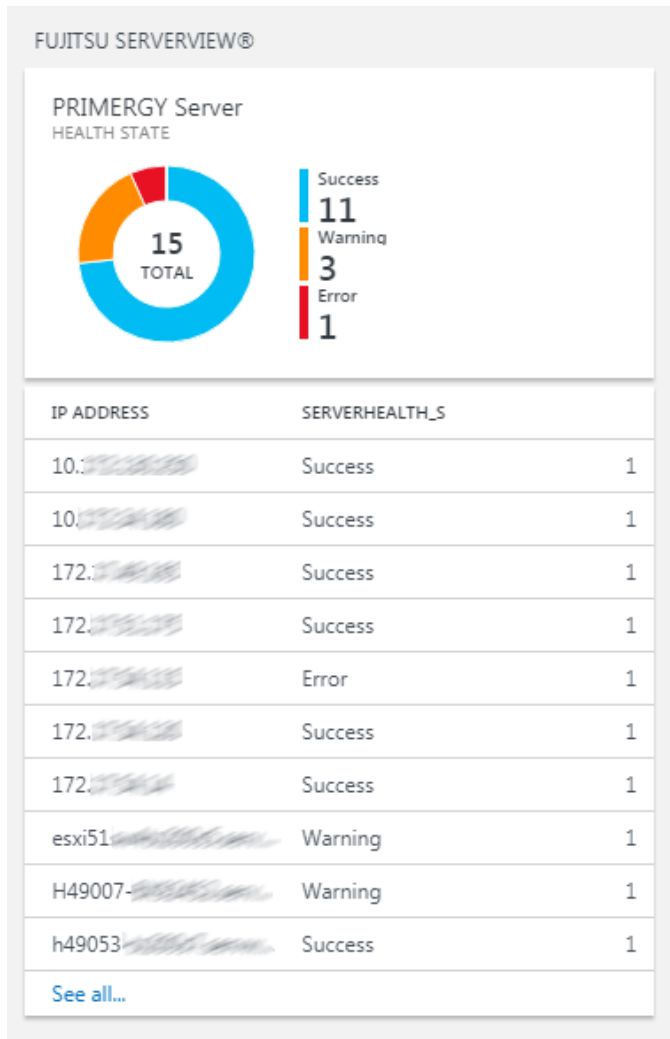 FUJITSU SERVERVIEW®
PRIMERGY Server
HEALTH STATE
15
TOTAL
Success
11
Warning
3
Error
1
IP ADDRESS SERVERHEALTH_S
10. Success 1
10. Success 1
172. Success 1
172. Success 1
172. Error 1
172. Success 1
172. Success 1
esxi51 Warning 1
H49007- Warning 1
h49053 Success 1
See all...